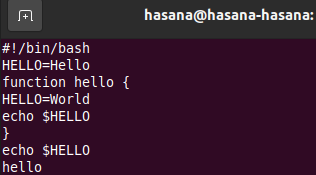 hasana@hasana-hasana:
#!/bin/bash
HELLO=Hello
function hello {
HELLO=World
echo $HELLO
}
echo $HELLO
hello